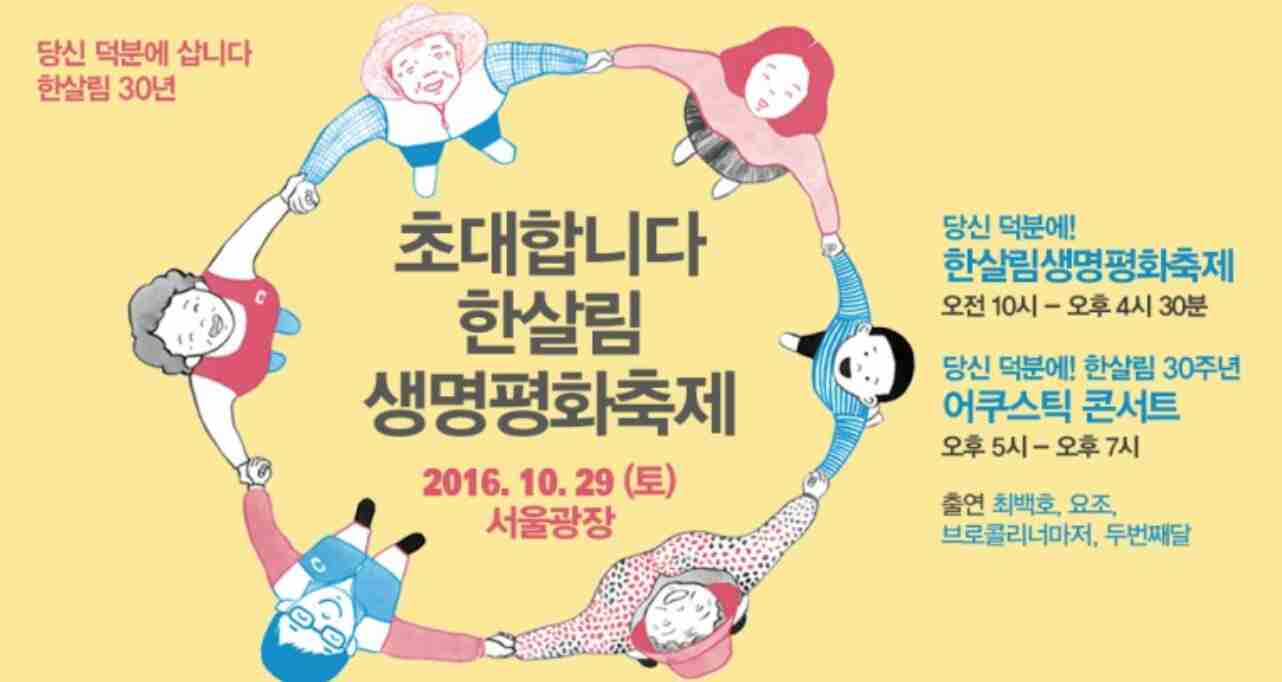 당신 덕분에 삽니다
한살림 30년
초대합니다
한살림
생명평화축제
2016. 10. 29 (토)
서울광장
당신 덕분에!
한살림생명평화축제
오전 10시 – 오후 4시 30분
당신 덕분에! 한살림 30주년
어쿠스틱 콘서트
오후 5시 – 오후 7시
출연 최백호, 요조,
브로콜리너마저, 두번째달
C
C